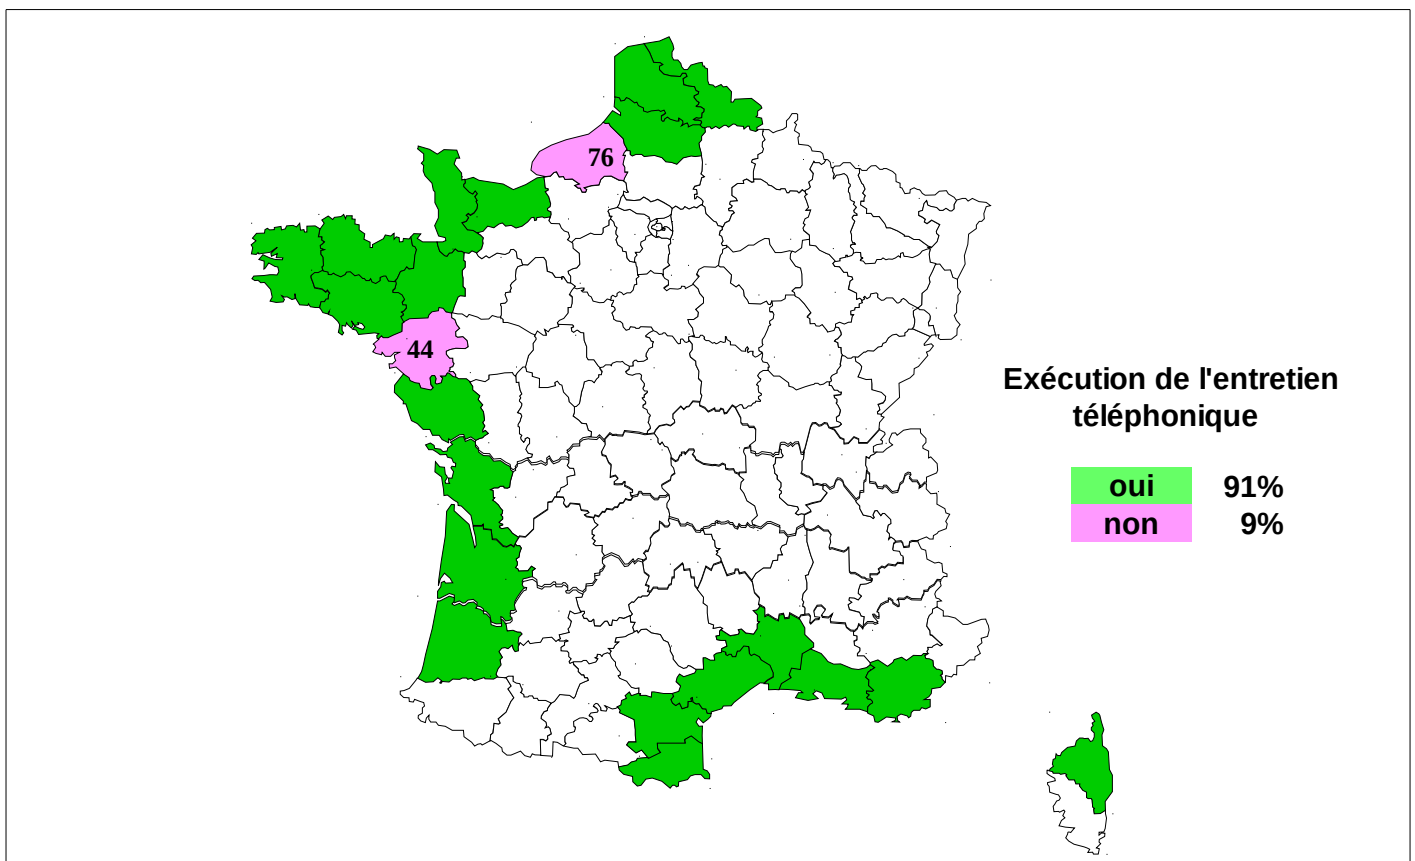 76
44
Exécution de l'entretien
téléphonique
oui 91%
non 9%